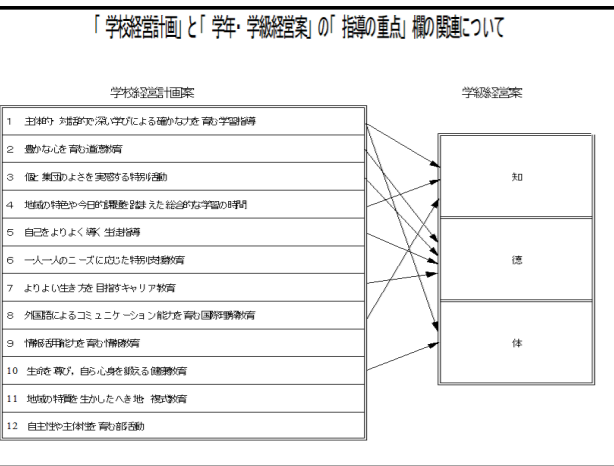 「学校経営計画」と「学年・学級経営案」の「指導の重点」欄の関連について
学校経営計画案
学級経営案
1 主体的・対話的で深い学びによる確かな力を育む学習指導
2 豊かな心を育む道徳教育
3 個と集団のよさを実感する特別活動
4 地域の特色や今日的課題を踏まえた総合的な学習の時間
5 自己をよりよく導く生徒指導
6 一人一人のニーズに応じた特別支援教育
7 よりよい生き方を目指すキャリア教育
8 外国語によるコミュニケーション能力を育む国際理解教育
9 情報活用能力を育む情報教育
10 生命を尊び，自ら心身を鍛える健康教育
11 地域の特質を生かしたへき地・複式教育
12 自主性や主体性を育む部活動
知
徳
体